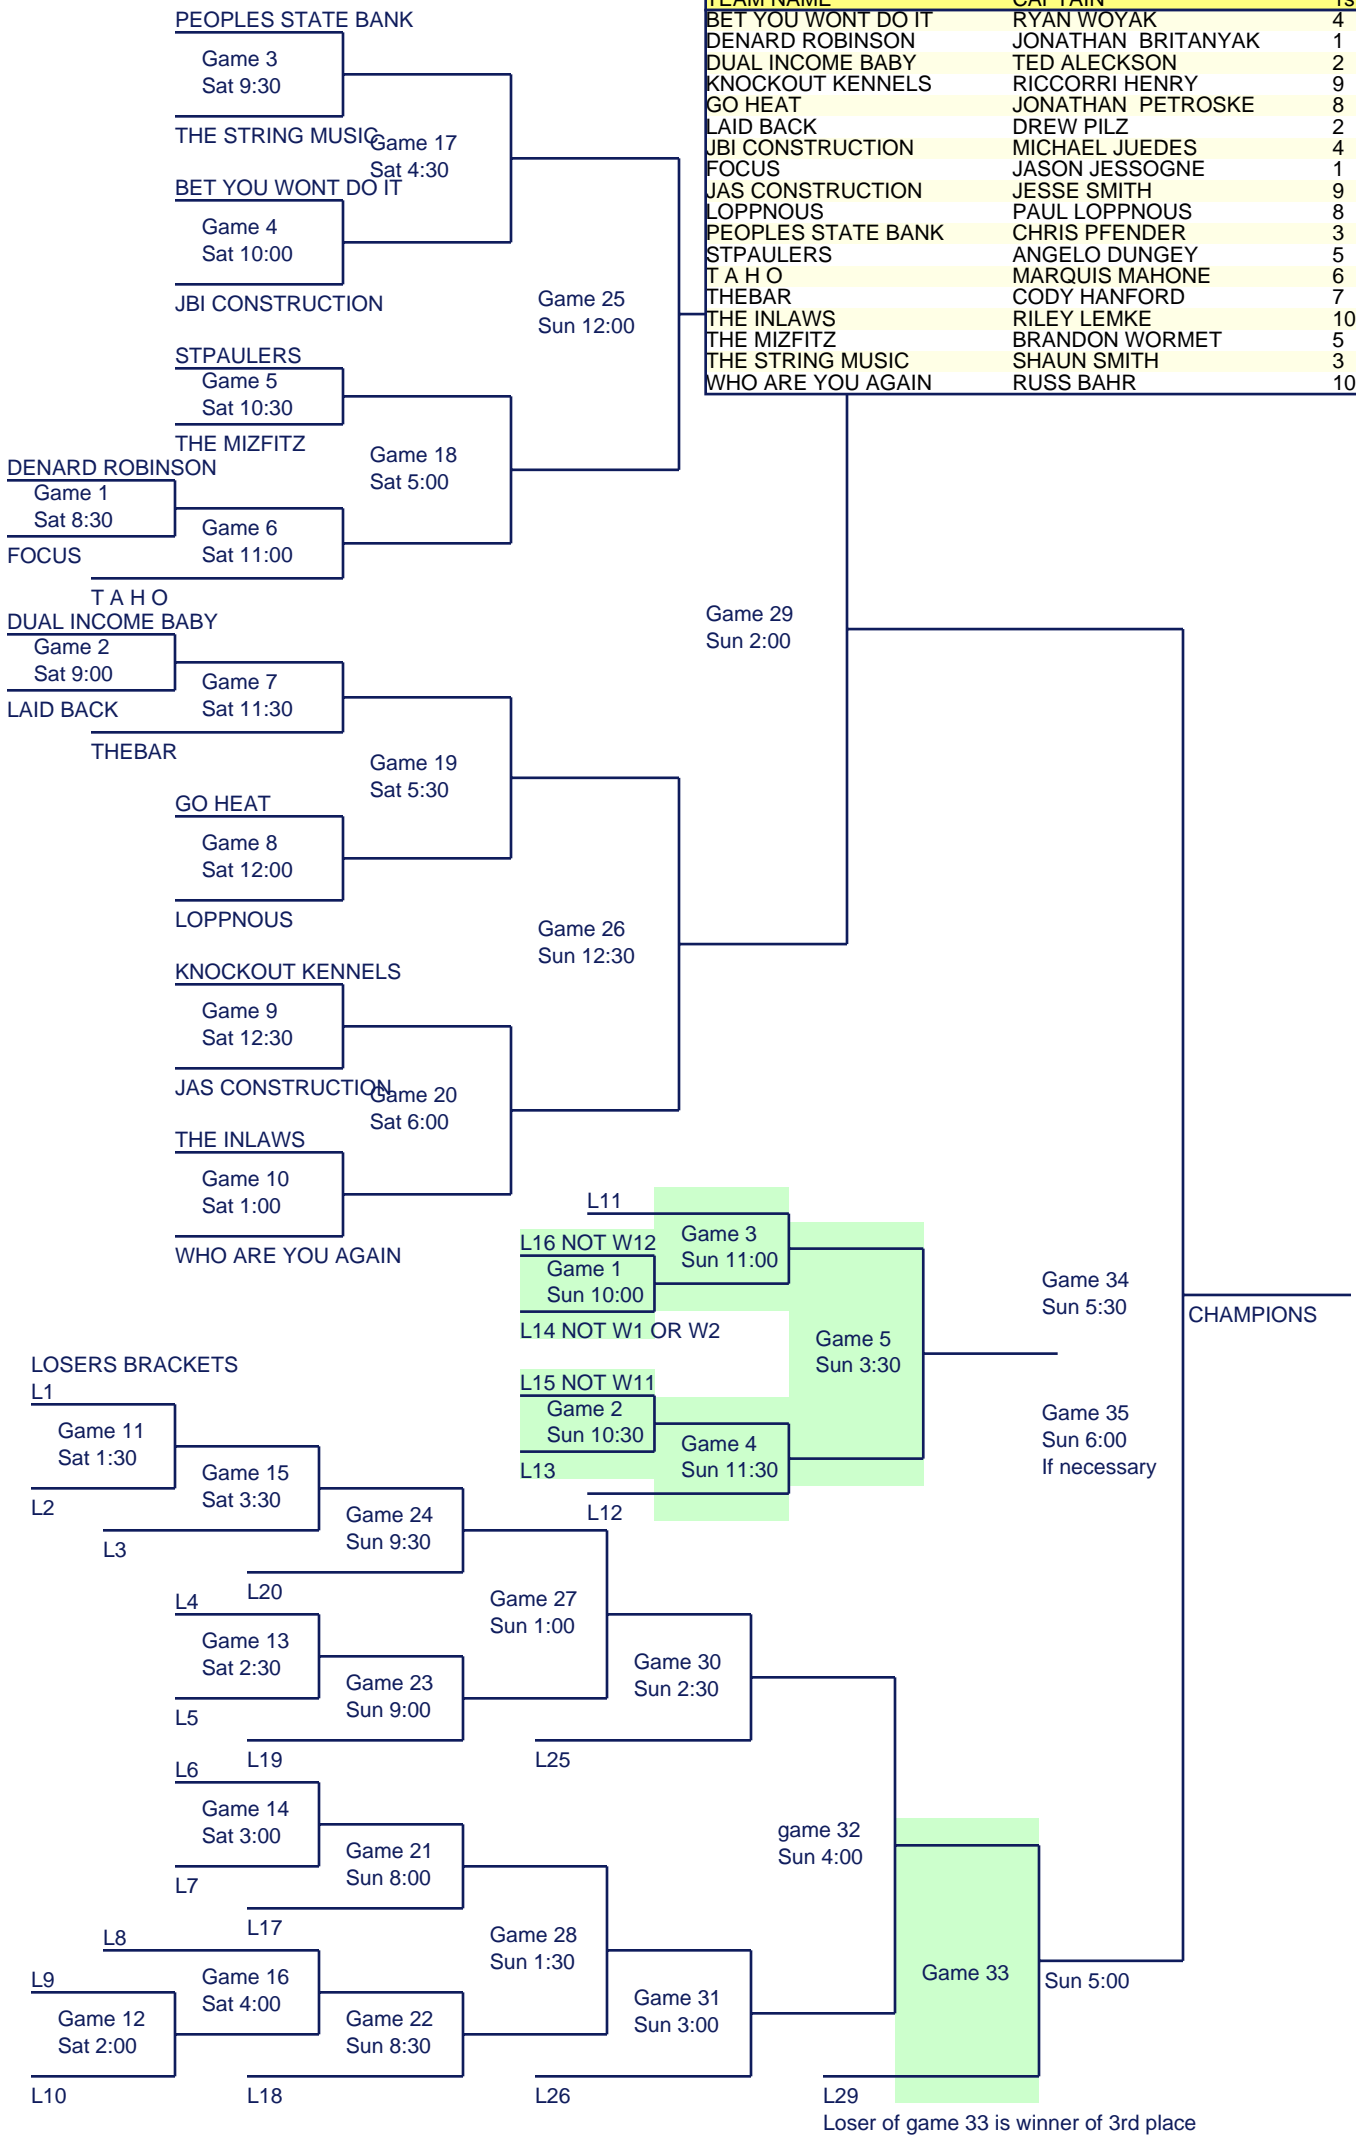 TEAM NAME CAPTAIN
BET YOU WONT DO IT RYAN WOYAK 4
DENARD ROBINSON JONATHAN BRITANYAK 1
DUAL INCOME BABY TED ALECKSON 2
KNOCKOUT KENNELS RICCORRI HENRY 9
GO HEAT JONATHAN PETROSKE 8
LAID BACK DREW PILZ 2
JBI CONSTRUCTION MICHAEL JUEDES 4
FOCUS JASON JESSOGNE 1
JAS CONSTRUCTION JESSE SMITH 9
LOPPNOUS PAUL LOPPNOUS 8
PEOPLES STATE BANK CHRIS PFENDER 3
STPAULERS ANGELO DUNGEY 5
T A H O MARQUIS MAHONE 6
THEBAR CODY HANFORD 7
THE INLAWS RILEY LEMKE 10
THE MIZFITZ BRANDON WORMET 5
THE STRING MUSIC SHAUN SMITH 3
WHO ARE YOU AGAIN RUSS BAHR 10
PEOPLES STATE BANK
Game 3
Sat 9:30
THE STRING MUSIC
Game 17
Sat 4:30
BET YOU WONT DO IT
Game 4
Sat 10:00
JBI CONSTRUCTION
Game 25
Sun 12:00
STPAULERS
Game 5
Sat 10:30
THE MIZFITZ
Game 18
Sat 5:00
DENARD ROBINSON
Game 1
Sat 8:30
FOCUS
Game 6
Sat 11:00
T A H O
DUAL INCOME BABY
Game 2
Sat 9:00
LAID BACK
Game 7
Sat 11:30
THEBAR
Game 29
Sun 2:00
Game 19
Sat 5:30
GO HEAT
Game 8
Sat 12:00
LOPPNOUS
Game 26
Sun 12:30
KNOCKOUT KENNELS
Game 9
Sat 12:30
JAS CONSTRUCTION
Game 20
Sat 6:00
THE INLAWS
Game 10
Sat 1:00
WHO ARE YOU AGAIN
L11
Game 3
Sun 11:00
L16 NOT W12
Game 1
Sun 10:00
L14 NOT W1 OR W2
Game 5
Sun 3:30
L15 NOT W11
Game 2
Sun 10:30
L13
Game 4
Sun 11:30
L12
Game 34
Sun 5:30
CHAMPIONS
Game 35
Sun 6:00
If necessary
LOSERS BRACKETS
L1
Game 11
Sat 1:30
L2
Game 15
Sat 3:30
L3
Game 24
Sun 9:30
L20
L4
Game 13
Sat 2:30
L5
Game 23
Sun 9:00
L19
Game 27
Sun 1:00
Game 30
Sun 2:30
L25
L6
Game 14
Sat 3:00
L7
Game 21
Sun 8:00
L17
game 32
Sun 4:00
L8
Game 28
Sun 1:30
L9
Game 16
Sat 4:00
Game 12
Sat 2:00
L10
Game 22
Sun 8:30
L18
Game 31
Sun 3:00
L26
Game 33
Sun 5:00
L29
Loser of game 33 is winner of 3rd place